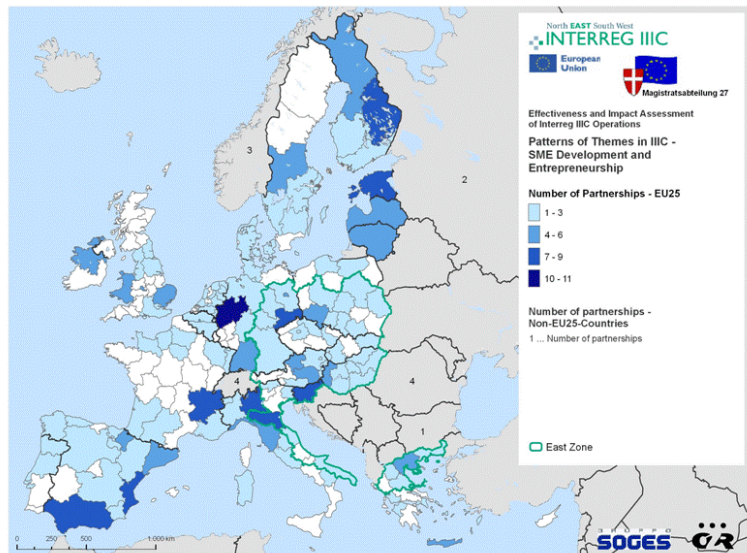 North EAST South West
INTERREG IIIC
European
Union
Magistratsabteilung 27
Effectiveness and Impact Assessment
of Interreg IIIC Operations
Patterns of Themes in IIIC -
SME Development and
Entrepreneurship
Number of Partnerships - EU25
1 - 3
4 - 6
7 - 9
10 - 11
Number of partnerships -
Non-EU25-Countries
1 ... Number of partnerships
East Zone
3
2
4
4
1
0 250 500 1.000 km
GRUPPO
SOGES
ÖIR